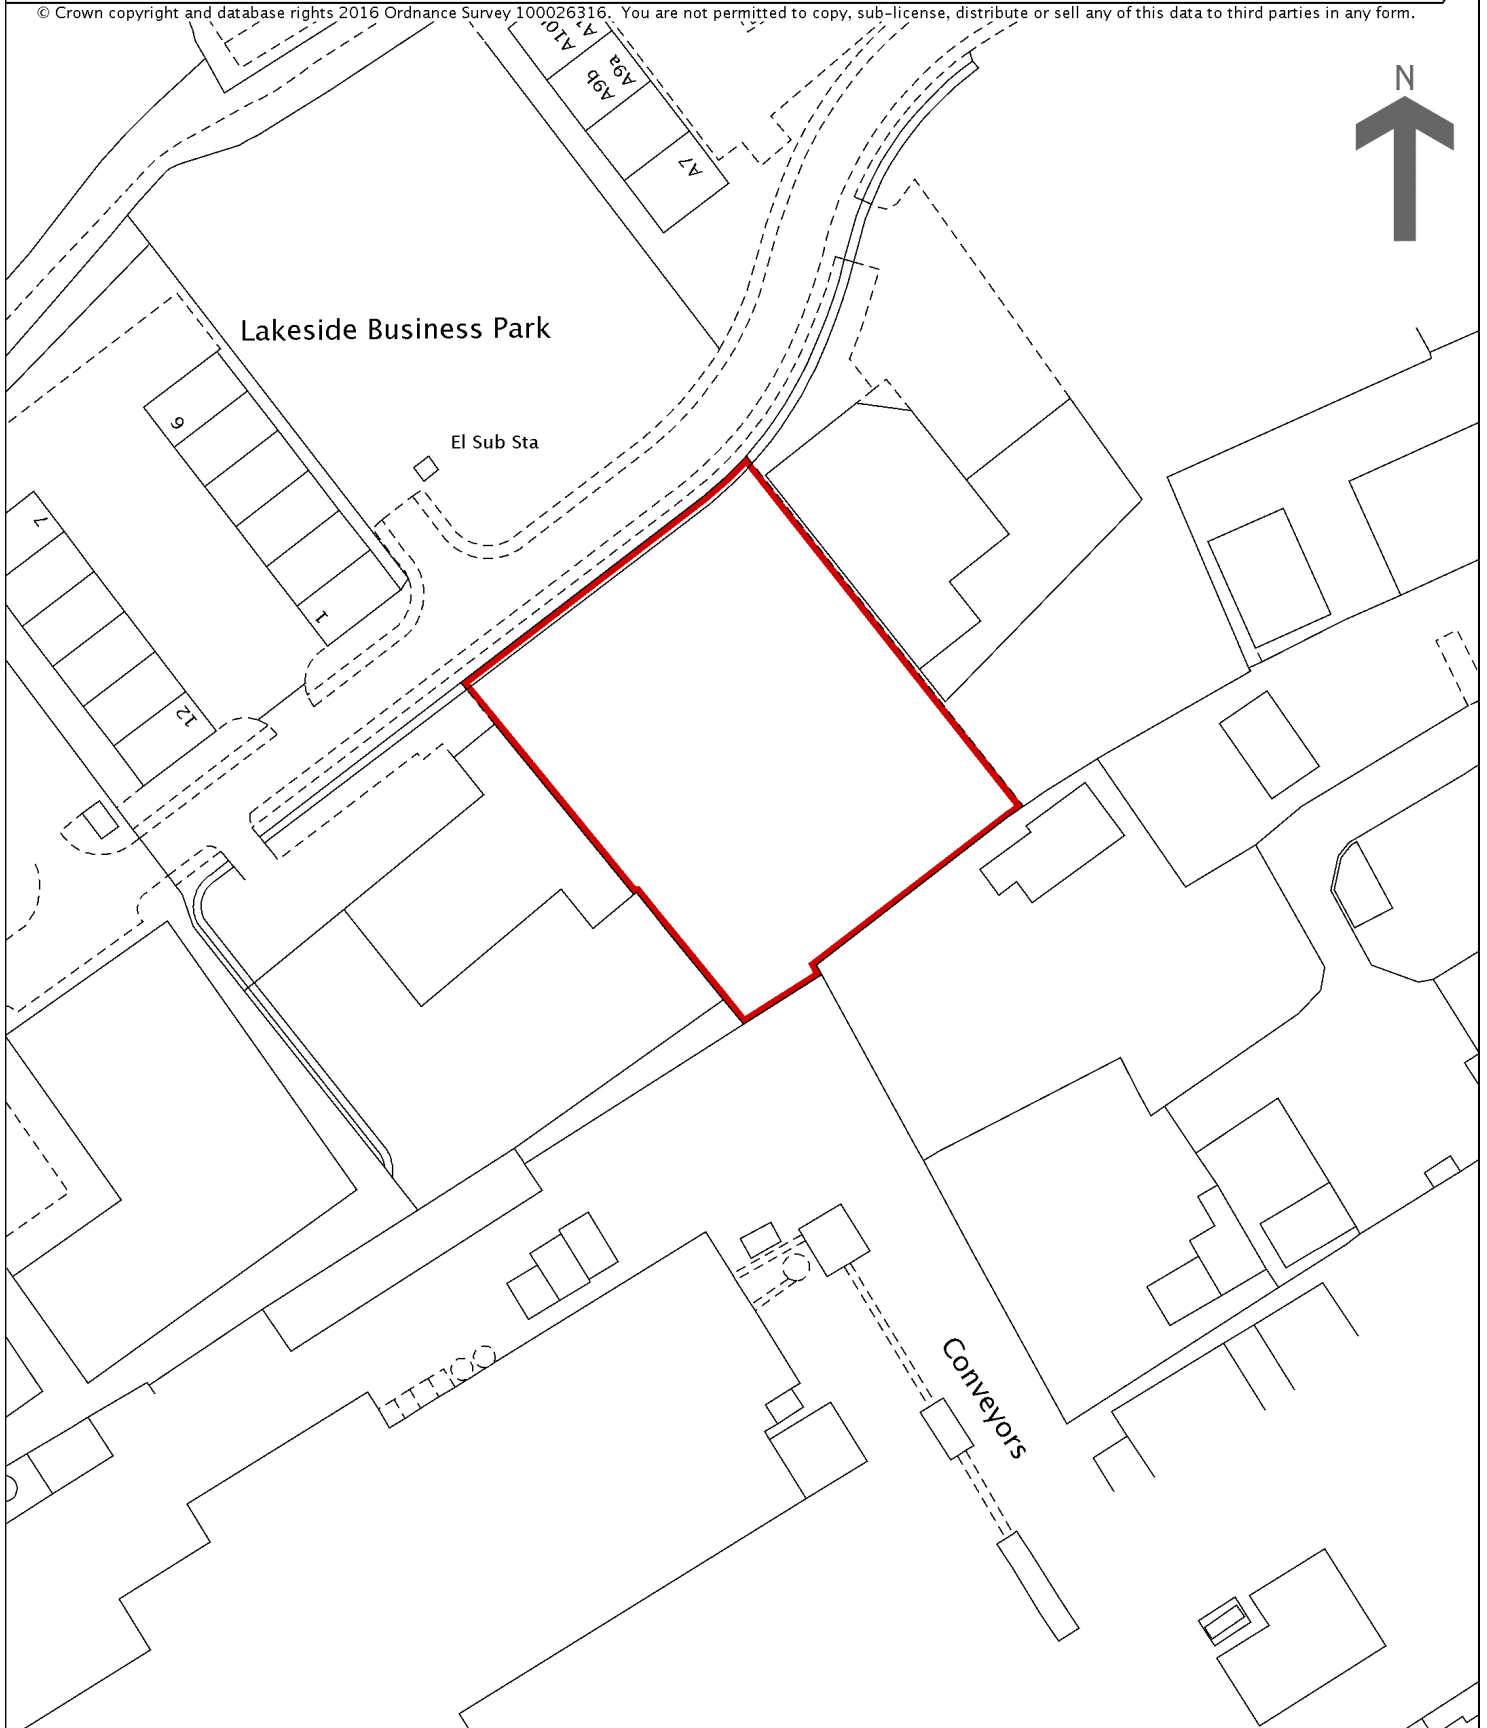 © Crown copyright and database rights 2016 Ordnance Survey 100026316. You are not permitted to copy, sub-license, distribute or sell any of this data to third parties in any form.
N
A10
A9a
A9b
A7
Lakeside Business Park
6
El Sub Sta
7
1
12
Conveyors